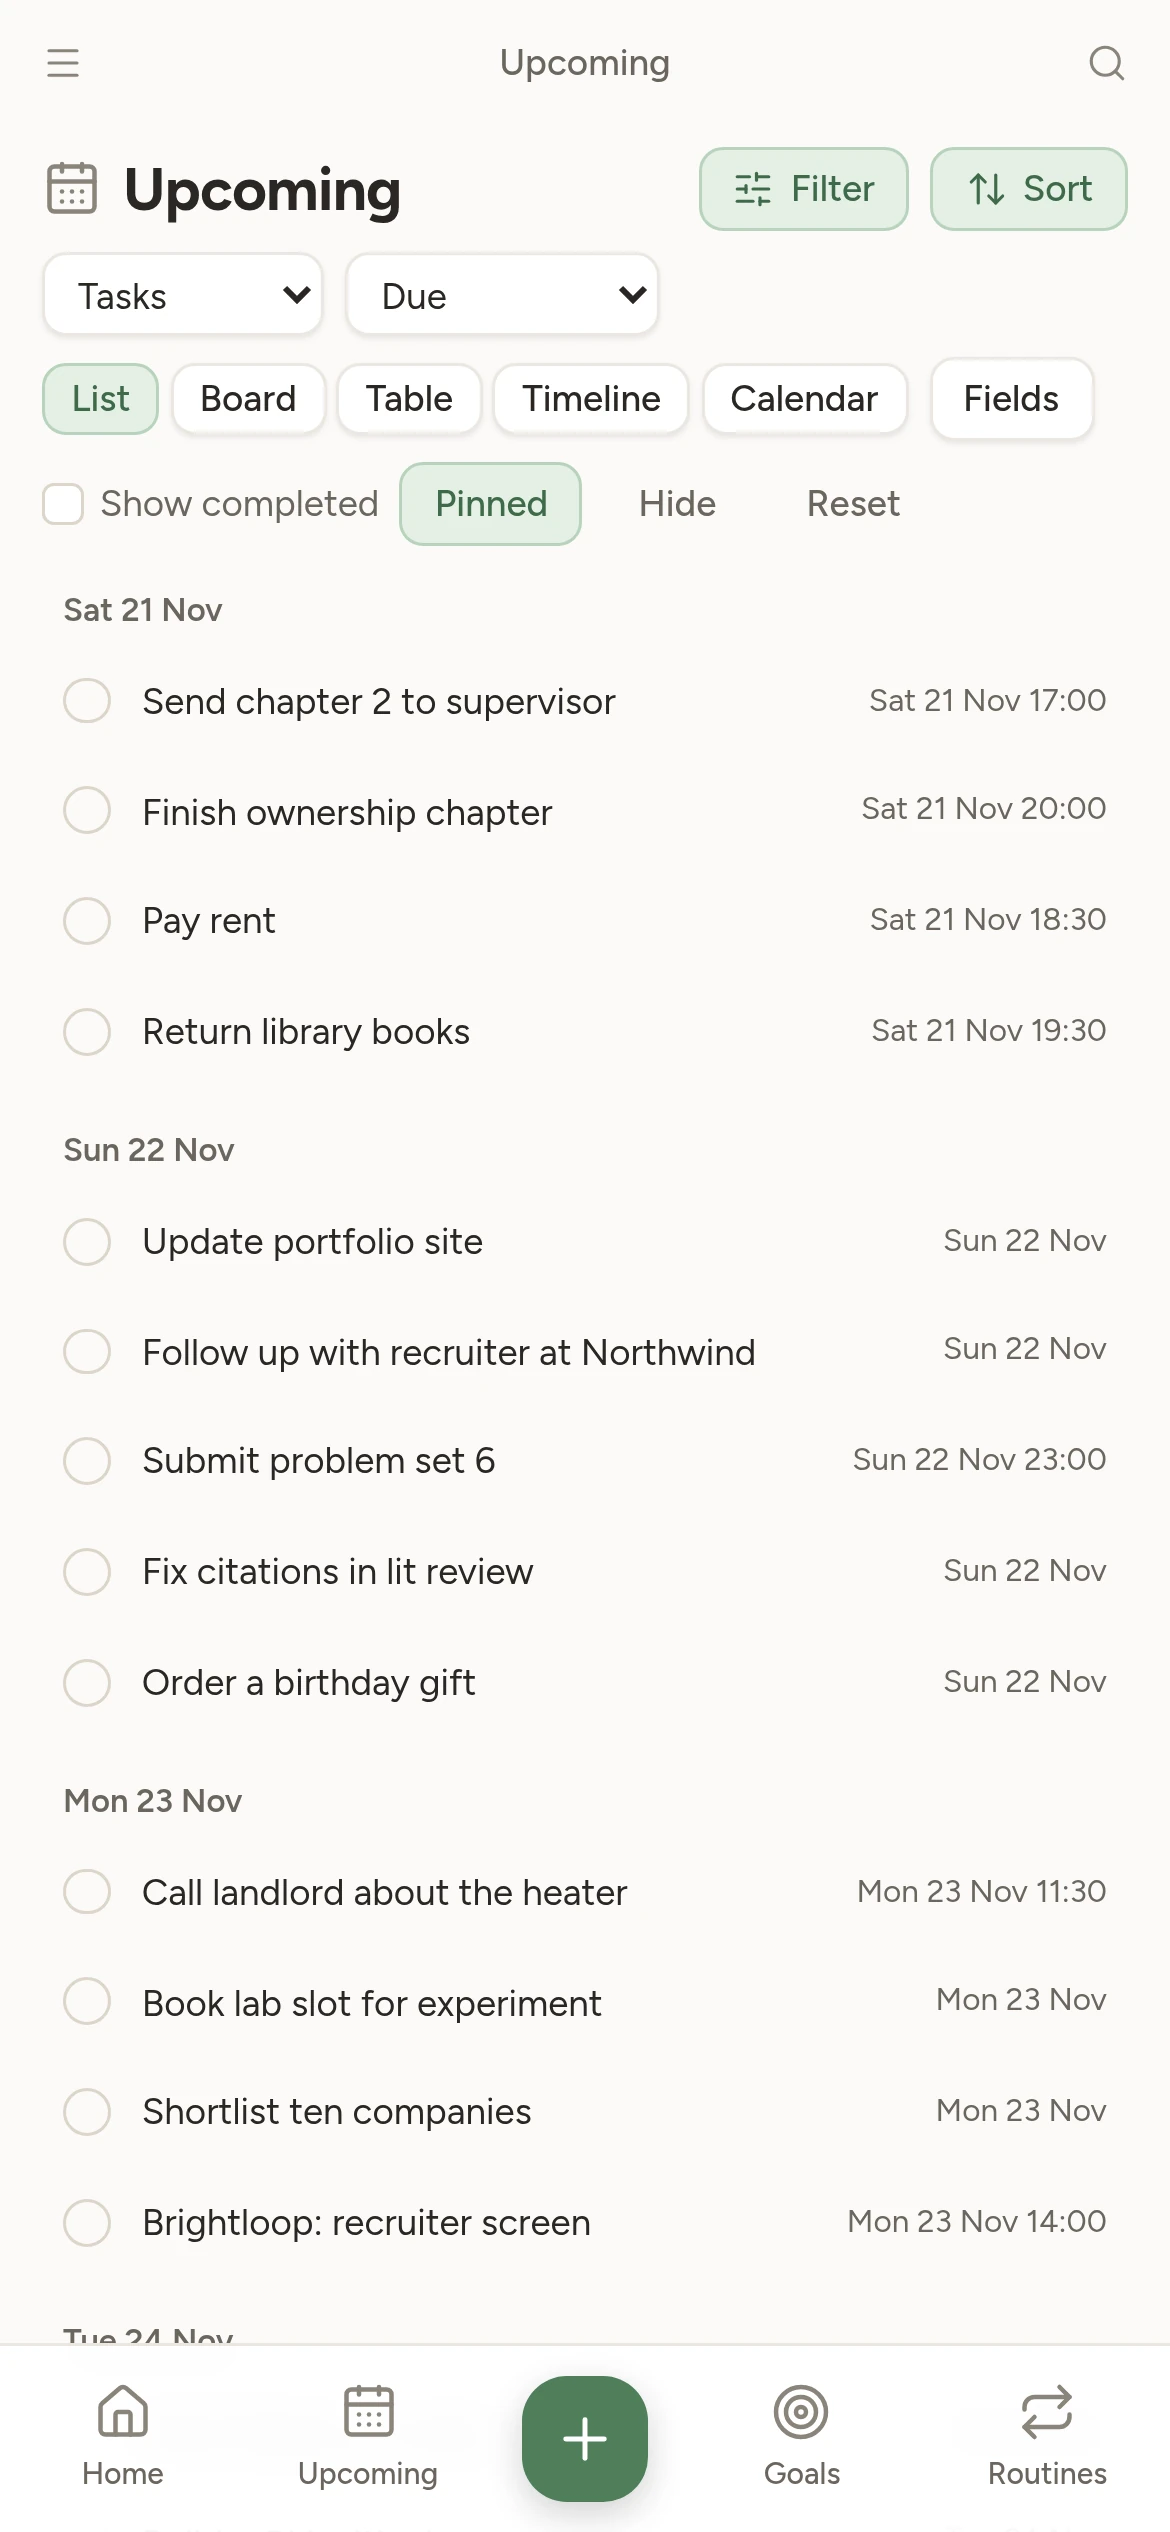 Upcoming
Upcoming
Filter
Sort
Tasks
Due
List
Board
Table
Timeline
Calendar
Fields
Show completed
Pinned
Hide
Reset
Sat 21 Nov
Send chapter 2 to supervisor
Sat 21 Nov 17:00
Finish ownership chapter
Sat 21 Nov 20:00
Pay rent
Sat 21 Nov 18:30
Return library books
Sat 21 Nov 19:30
Sun 22 Nov
Update portfolio site
Sun 22 Nov
Follow up with recruiter at Northwind
Sun 22 Nov
Submit problem set 6
Sun 22 Nov 23:00
Fix citations in lit review
Sun 22 Nov
Order a birthday gift
Sun 22 Nov
Mon 23 Nov
Call landlord about the heater
Mon 23 Nov 11:30
Book lab slot for experiment
Mon 23 Nov
Shortlist ten companies
Mon 23 Nov
Brightloop: recruiter screen
Mon 23 Nov 14:00
Tue 24 Nov
Home
Upcoming
Goals
Routines